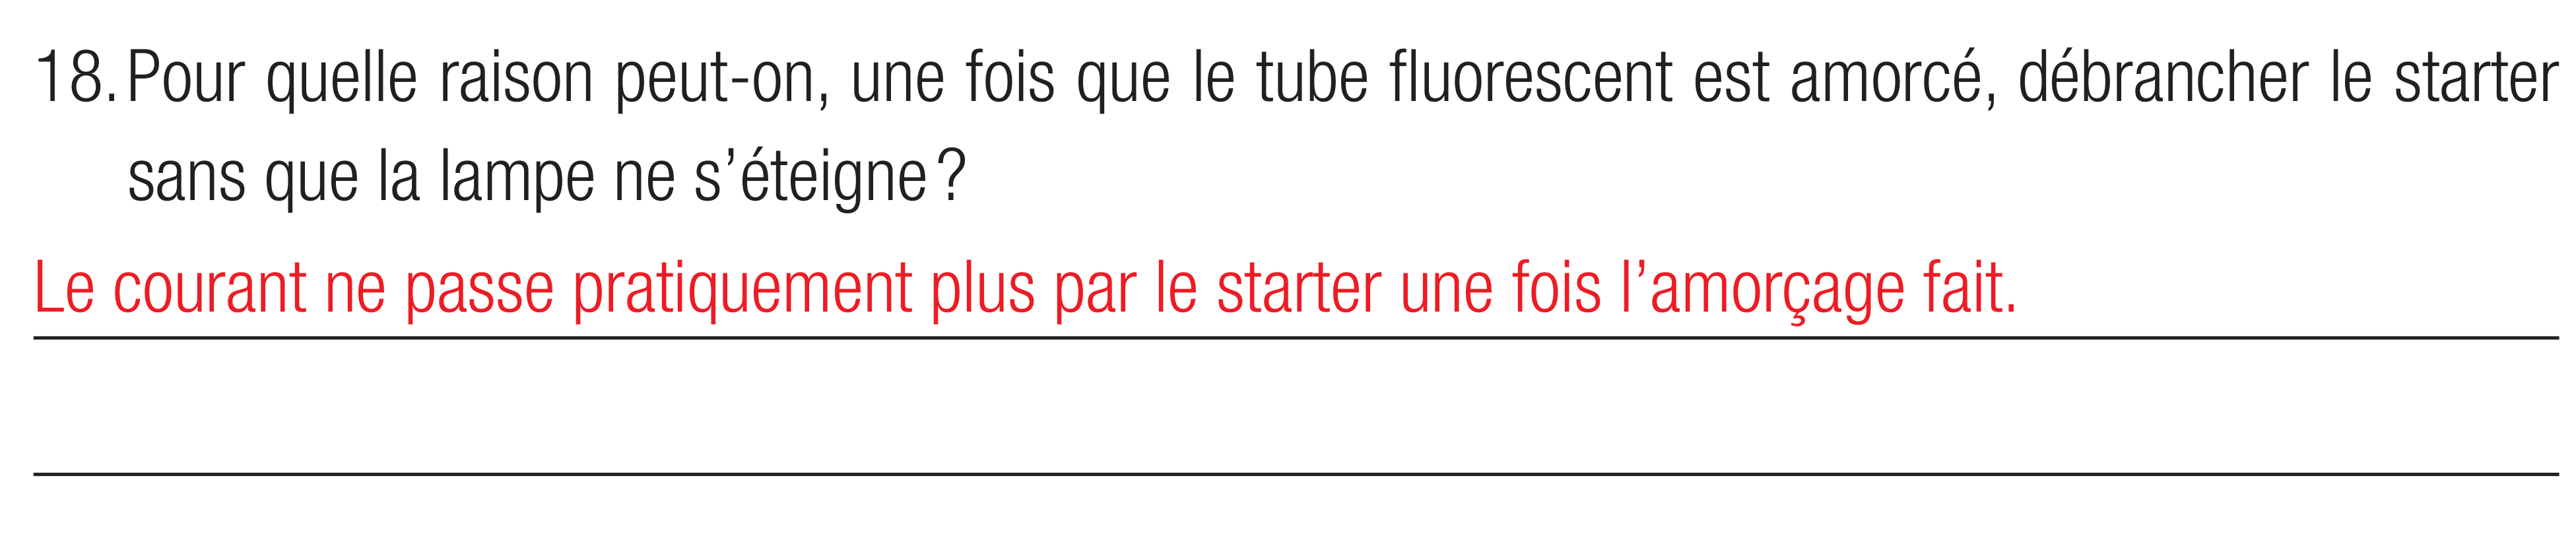 18. Pour quelle raison peut-on, une fois que le tube fluorescent est amorcé, débrancher le starter
sans que la lampe ne s’éteigne ?
Le courant ne passe pratiquement plus par le starter une fois l’amorçage fait.